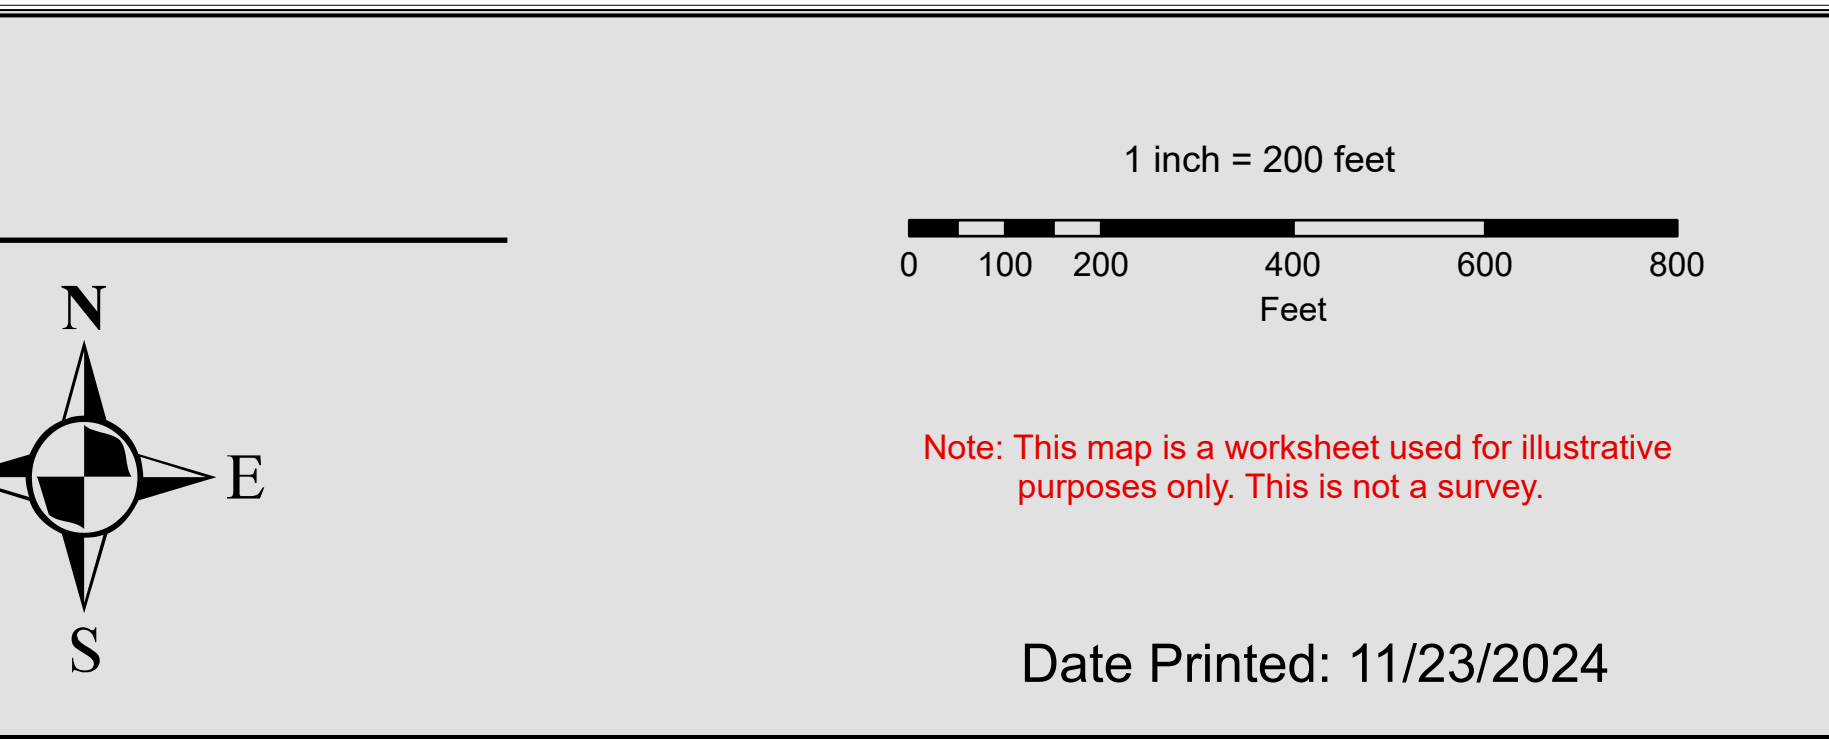 1 inch = 200 feet
0 100 200 400 600 800
Feet
N
E
S
Note: This map is a worksheet used for illustrative
purposes only. This is not a survey.
Date Printed: 11/23/2024